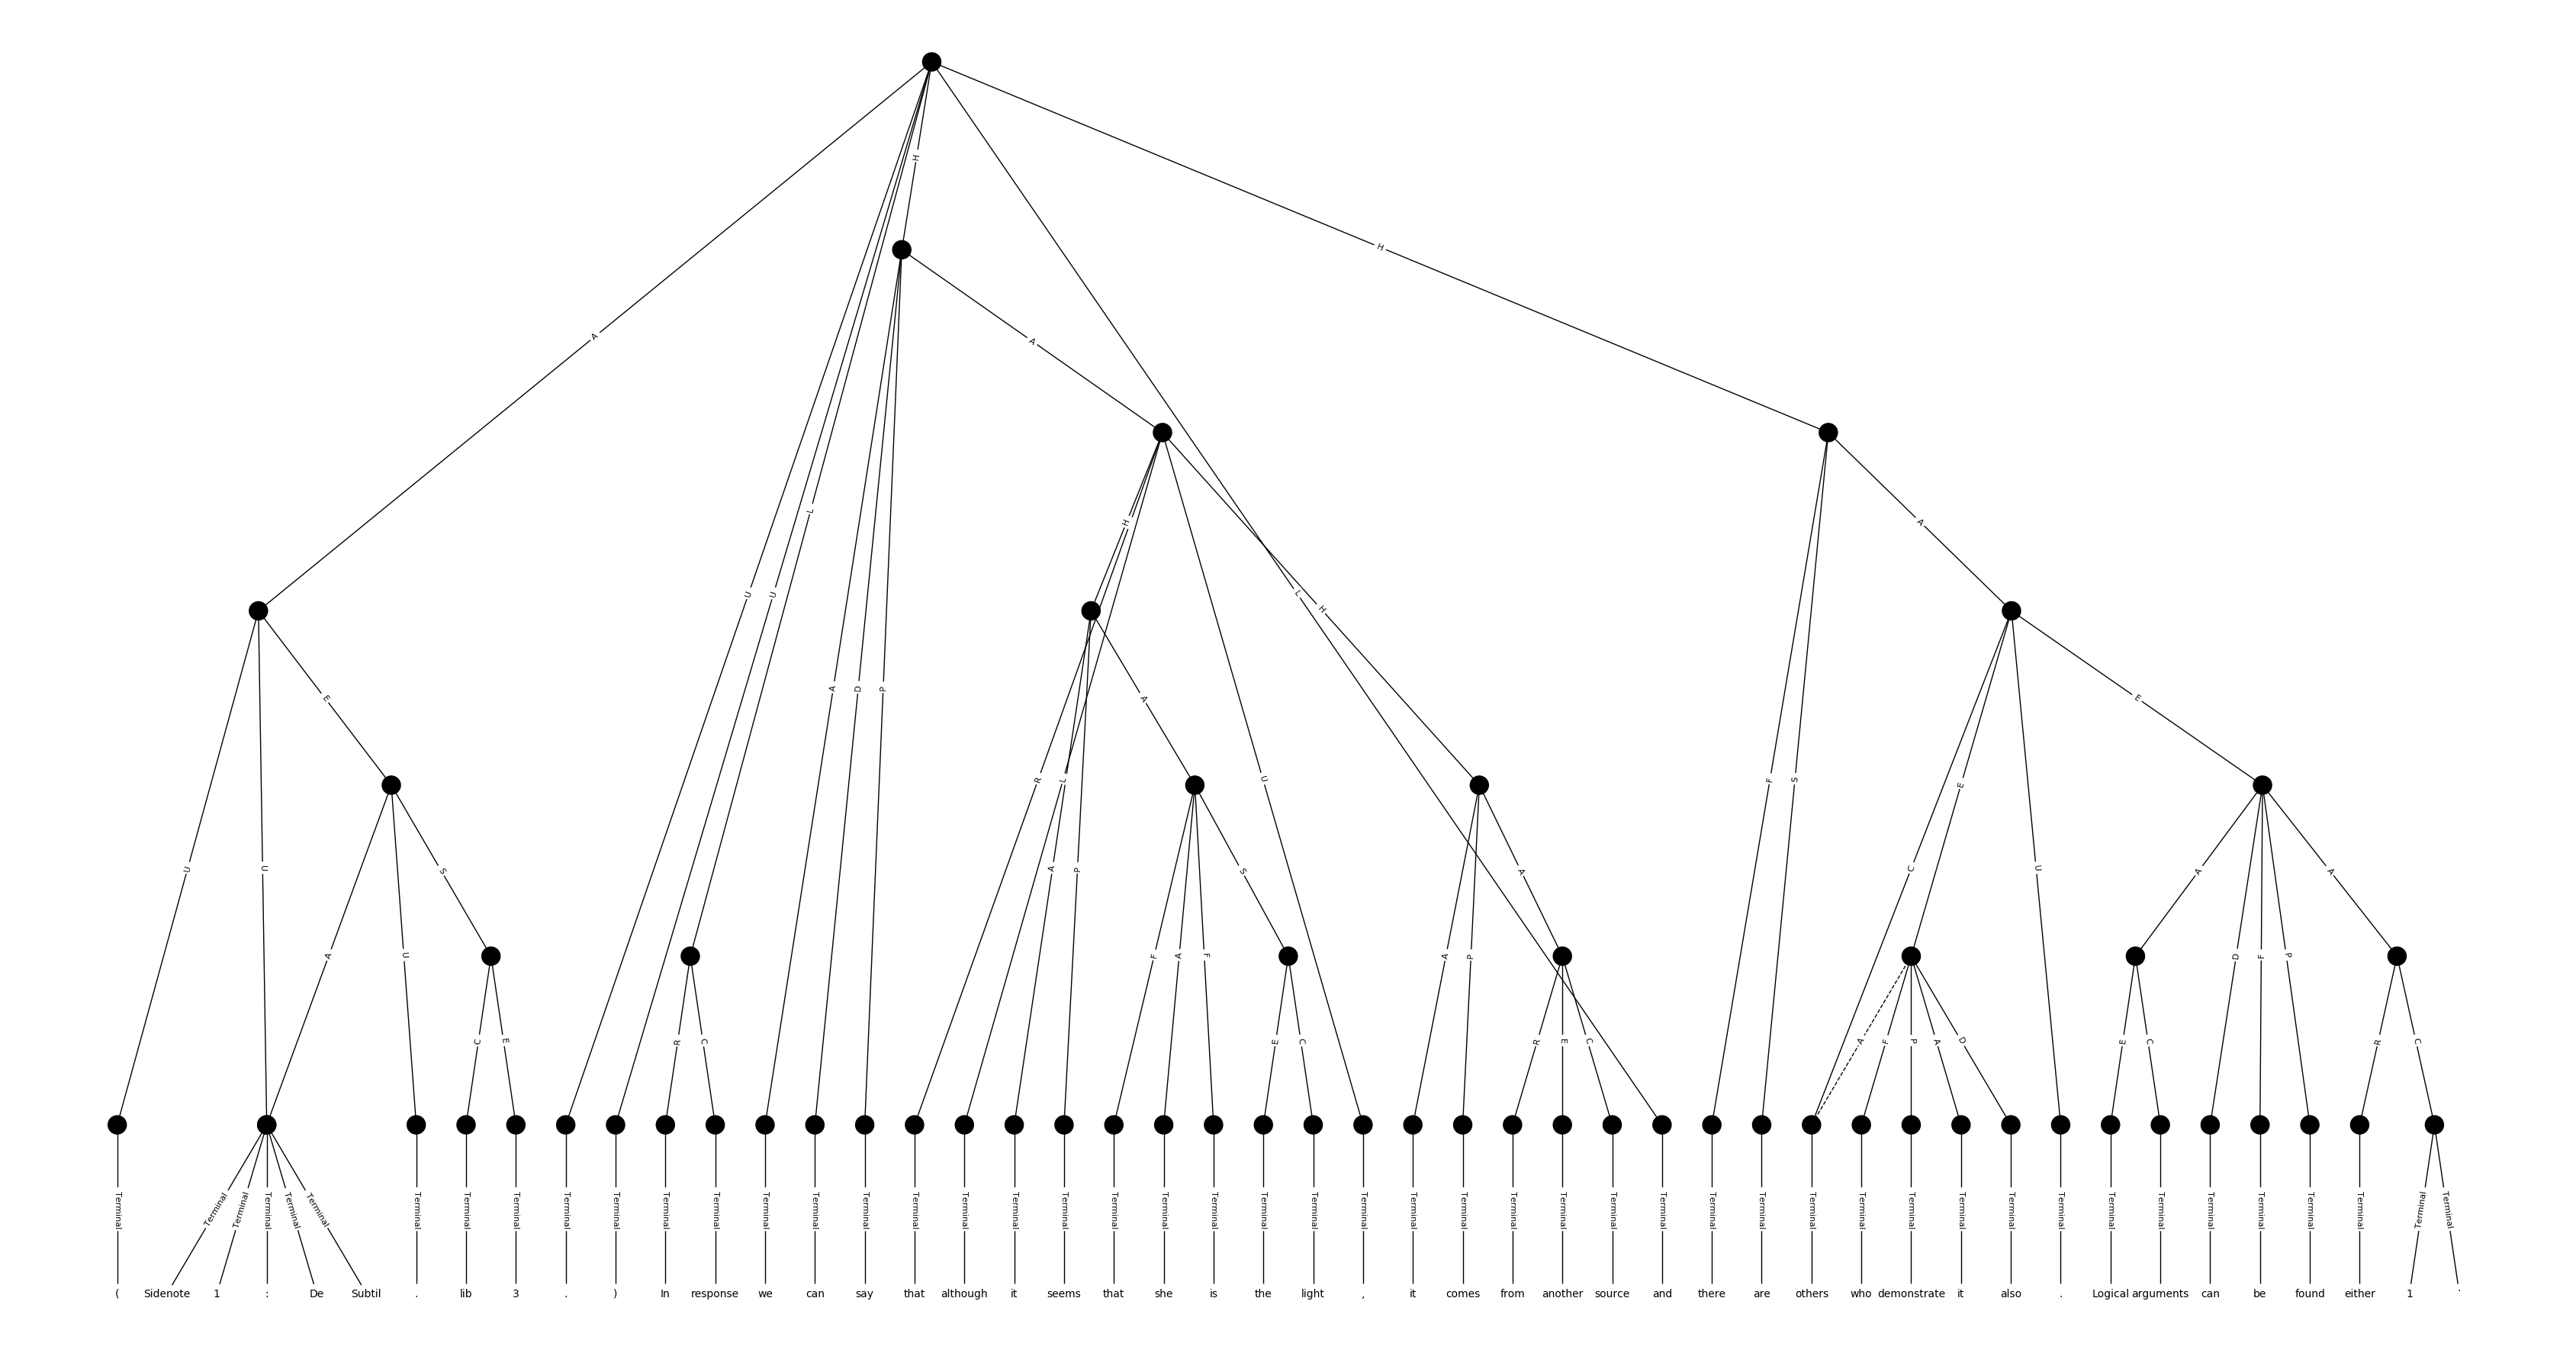 H
H
A
A
L
H
A
U
U
L
H
E
A
E
A
D
P
R
L
A
U
F
S
E
U
U
S
A
P
S
C
U
A
A
A
U
F
A
F
A
P
D
F
P
C
E
R
C
E
C
R
E
C
A
F
P
A
D
E
C
R
C
Terminal Terminal Terminal Terminal Terminal Terminal Terminal Terminal Terminal Terminal Terminal Terminal Terminal Terminal Terminal Terminal Terminal Terminal Terminal Terminal Terminal Terminal Terminal Terminal Terminal Terminal Terminal Terminal Terminal Terminal Terminal Terminal Terminal Terminal Terminal Terminal Terminal Terminal Terminal Terminal Terminal Terminal Terminal Terminal Terminal Terminal Terminal Terminal
( Sidenote 1 : De Subtil . lib 3 . ) In response we can say that although it seems that she is the light , it comes from another source and there are others who demonstrate it also . Logical arguments can be found either 1 .